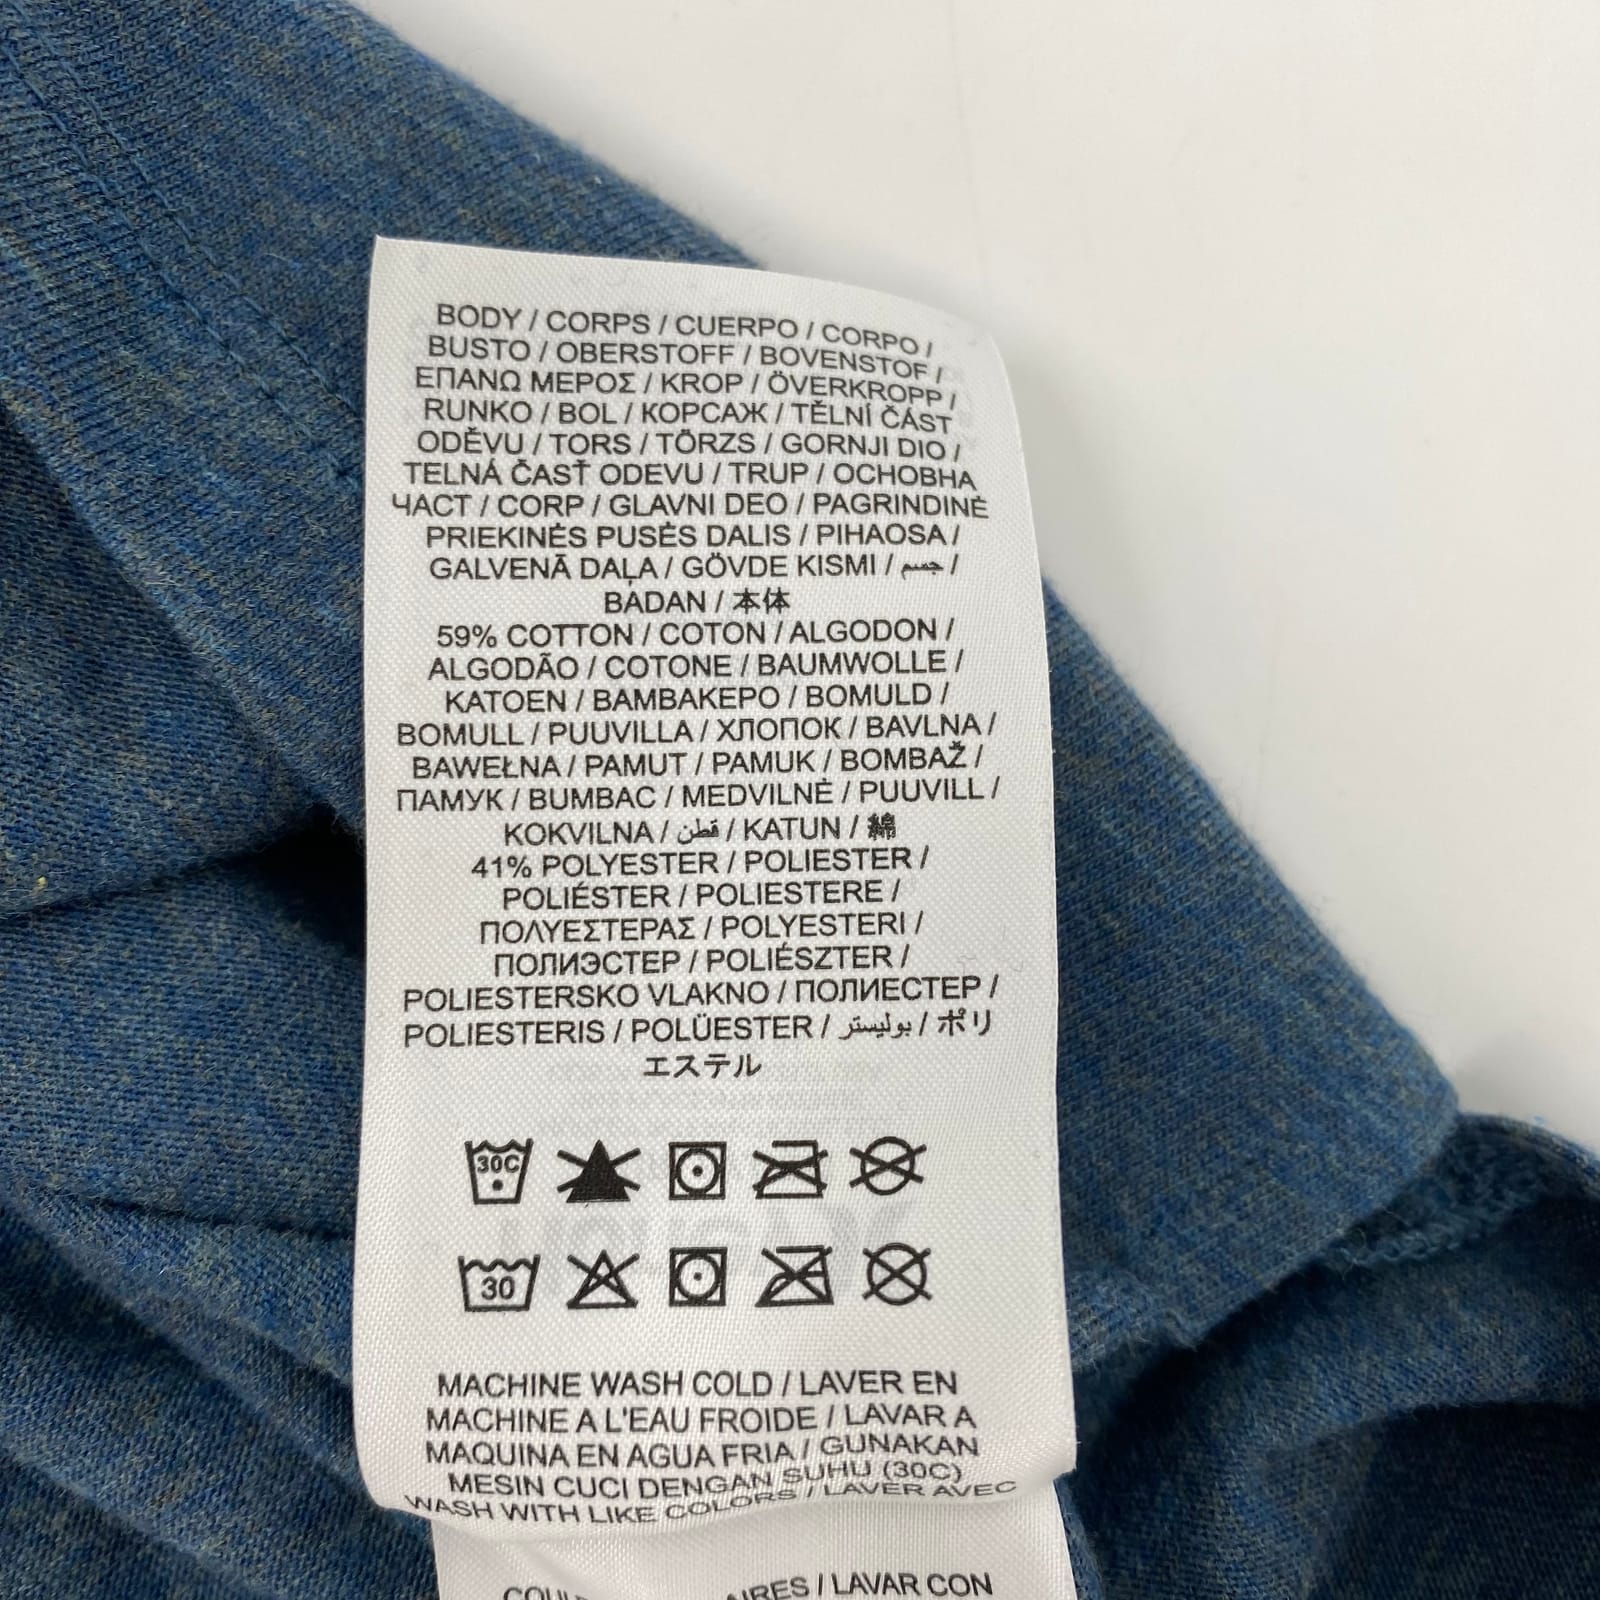 BODY / CORPS / CUERPO / CORPO /
BUSTO / OBERSTOFF / BOVENSTOF /
ΕΠΑΝΩ ΜΕΡΟΣ / KROP / ÖVERKROPP /
RUNKO / BOL / КОРСАЖ / TĚLNÍ ČÁST
ODĚVU / TORS / TÖRZS / GORNJI DIO /
TELNÁ ČASŤ ODEVU / TRUP / ОСНОВНА
ЧАСТ / CORP / GLAVNI DEO / PAGRINDINĖ
PRIEKINĖS PUSĖS DALIS / PIHAOSA /
GALVENĀ DAĻA / GÖVDE KISMI / جسم /
BADAN / 本体
59% COTTON / COTON / ALGODON /
ALGODÃO / COTONE / BAUMWOLLE /
KATOEN / ΒΑΜΒΑΚΕΡΟ / BOMULD /
BOMULL / PUUVILLA / ХЛОПОК / BAVLNA /
BAWEŁNA / PAMUT / PAMUK / BOMBAŽ /
ПАМУК / BUMBAC / MEDVILNĖ / PUUVILL /
KOKVILNA / قطن / KATUN / 綿
41% POLYESTER / POLIESTER /
POLIÉSTER / POLIESTERE /
ΠΟΛΥΕΣΤΕΡΑΣ / POLYESTERI /
ПОЛИЭСТЕР / POLIÉSZTER /
POLIESTERSKO VLAKNO / ПОЛИЕСТЕР /
POLIESTERIS / POLÜESTER / بوليستر / ポリ
エステル
30C
30
MACHINE WASH COLD / LAVER EN
MACHINE A L'EAU FROIDE / LAVAR A
MAQUINA EN AGUA FRIA / GUNAKAN
MESIN CUCI DENGAN SUHU (30C)
WASH WITH LIKE COLORS / LAVER AVEC
/ LAVAR CON